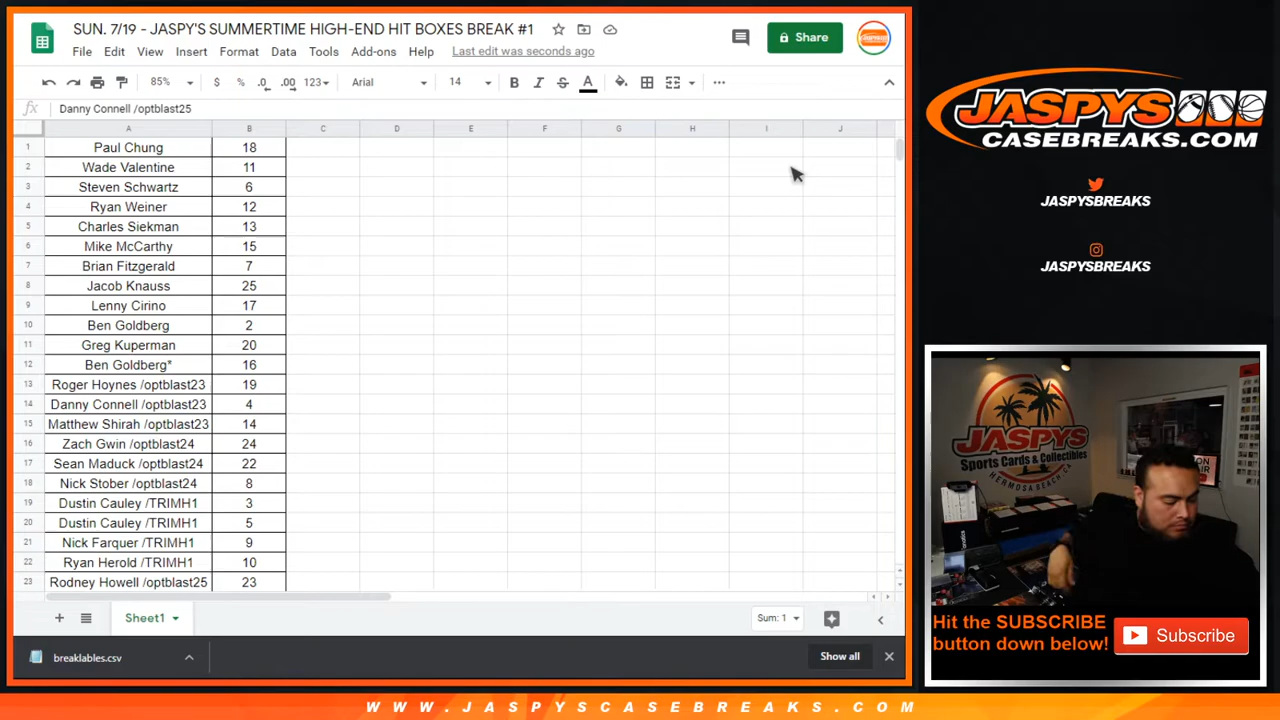 SUN. 7/19 - JASPY'S SUMMERTIME HIGH-END HIT BOXES BREAK #1
File Edit View Insert Format Data Tools Add-ons Help Last edit was seconds ago
Share
85% $ % .0 .00 123 Arial 14 B I S A
fx Danny Connell /optblast25
A B C D E F G H I J
1 Paul Chung 18
2 Wade Valentine 11
3 Steven Schwartz 6
4 Ryan Weiner 12
5 Charles Siekman 13
6 Mike McCarthy 15
7 Brian Fitzgerald 7
8 Jacob Knauss 25
9 Lenny Cirino 17
10 Ben Goldberg 2
11 Greg Kuperman 20
12 Ben Goldberg* 16
13 Roger Hoynes /optblast23 19
14 Danny Connell /optblast23 4
15 Matthew Shirah /optblast23 14
16 Zach Gwin /optblast24 24
17 Sean Maduck /optblast24 22
18 Nick Stober /optblast24 8
19 Dustin Cauley /TRIMH1 3
20 Dustin Cauley /TRIMH1 5
21 Nick Farquer /TRIMH1 9
22 Ryan Herold /TRIMH1 10
23 Rodney Howell /optblast25 23
Sheet1
Sum: 1
breaklables.csv
Show all
JASPYS
CASEBREAKS.COM
JASPYSBREAKS
JASPYSBREAKS
JASPYS
Sports Cards & Collectibles
HERMOSA BEACH, CA
Hit the SUBSCRIBE
button down below!
Subscribe
WWW.JASPYSCASEBREAKS.COM